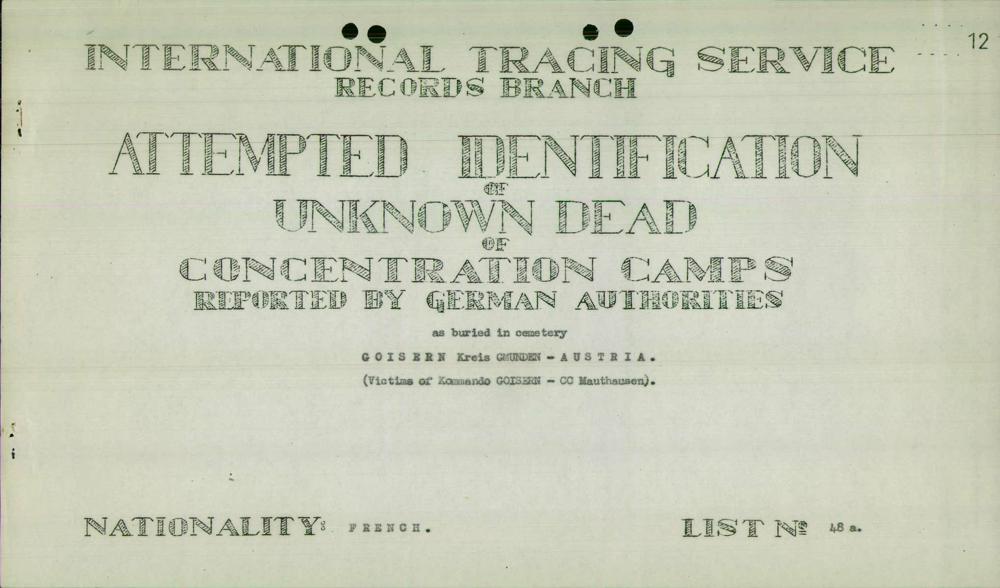 12
INTERNATIONAL TRACING SERVICE
RECORDS BRANCH
ATTEMPTED IDENTIFICATION
OF
UNKNOWN DEAD
OF
CONCENTRATION CAMPS
REPORTED BY GERMAN AUTHORITIES
as buried in cemetery
GOISERN Kreis GMUNDEN - AUSTRIA.
(Victims of Kommando GOISERN - CC Mauthausen).
NATIONALITY: FRENCH. LIST Nº 48 a.